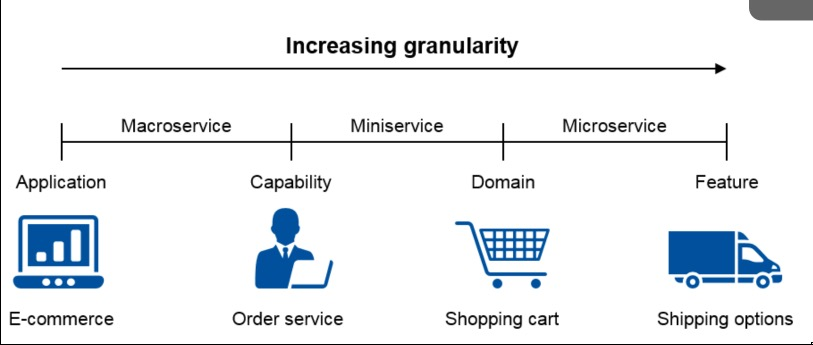 Increasing granularity
Macroservice Miniservice Microservice
Application Capability Domain Feature
E-commerce Order service Shopping cart Shipping options